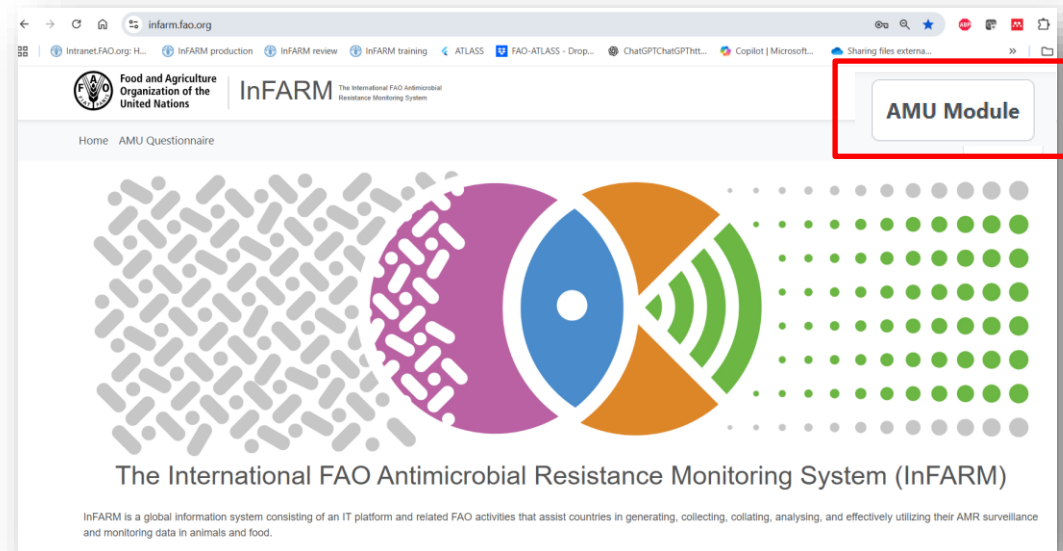 infarm.fao.org
Intranet.FAO.org: H... InFARM production InFARM review InFARM training ATLASS FAO-ATLASS - Drop... ChatGPTChatGPThtt... Copilot | Microsoft... Sharing files externa... »
Food and Agriculture
Organization of the
United Nations
FAO
FIAT PANIS
InFARM
The International FAO Antimicrobial
Resistance Monitoring System
AMU Module
Home AMU Questionnaire
The International FAO Antimicrobial Resistance Monitoring System (InFARM)
InFARM is a global information system consisting of an IT platform and related FAO activities that assist countries in generating, collecting, collating, analysing, and effectively utilizing their AMR surveillance
and monitoring data in animals and food.